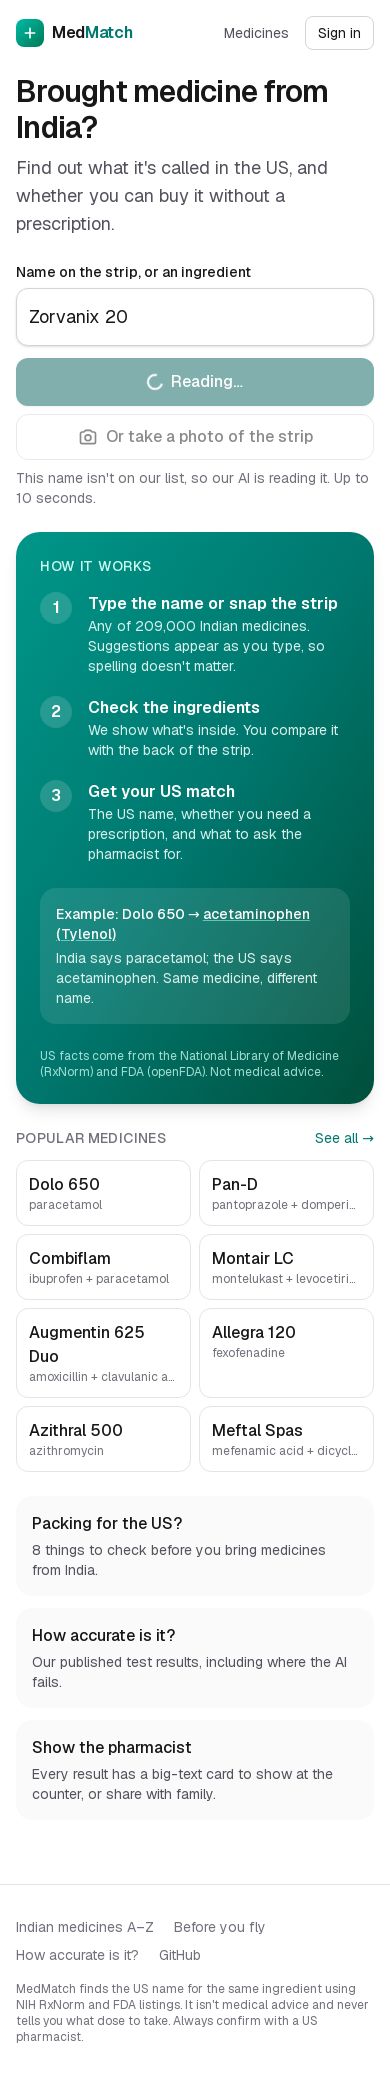 MedMatch
Medicines
Sign in
Brought medicine from
India?
Find out what it's called in the US, and
whether you can buy it without a
prescription.
Name on the strip, or an ingredient
Zorvanix 20
Reading…
Or take a photo of the strip
This name isn't on our list, so our AI is reading it. Up to
10 seconds.
HOW IT WORKS
1
Type the name or snap the strip
Any of 209,000 Indian medicines.
Suggestions appear as you type, so
spelling doesn't matter.
2
Check the ingredients
We show what's inside. You compare it
with the back of the strip.
3
Get your US match
The US name, whether you need a
prescription, and what to ask the
pharmacist for.
Example: Dolo 650 → acetaminophen
(Tylenol)
India says paracetamol; the US says
acetaminophen. Same medicine, different
name.
US facts come from the National Library of Medicine
(RxNorm) and FDA (openFDA). Not medical advice.
POPULAR MEDICINES
See all →
Dolo 650
paracetamol
Pan-D
pantoprazole + domperi…
Combiflam
ibuprofen + paracetamol
Montair LC
montelukast + levocetiri…
Augmentin 625
Duo
amoxicillin + clavulanic a…
Allegra 120
fexofenadine
Azithral 500
azithromycin
Meftal Spas
mefenamic acid + dicycl…
Packing for the US?
8 things to check before you bring medicines
from India.
How accurate is it?
Our published test results, including where the AI
fails.
Show the pharmacist
Every result has a big-text card to show at the
counter, or share with family.
Indian medicines A–Z
Before you fly
How accurate is it?
GitHub
MedMatch finds the US name for the same ingredient using
NIH RxNorm and FDA listings. It isn't medical advice and never
tells you what dose to take. Always confirm with a US
pharmacist.